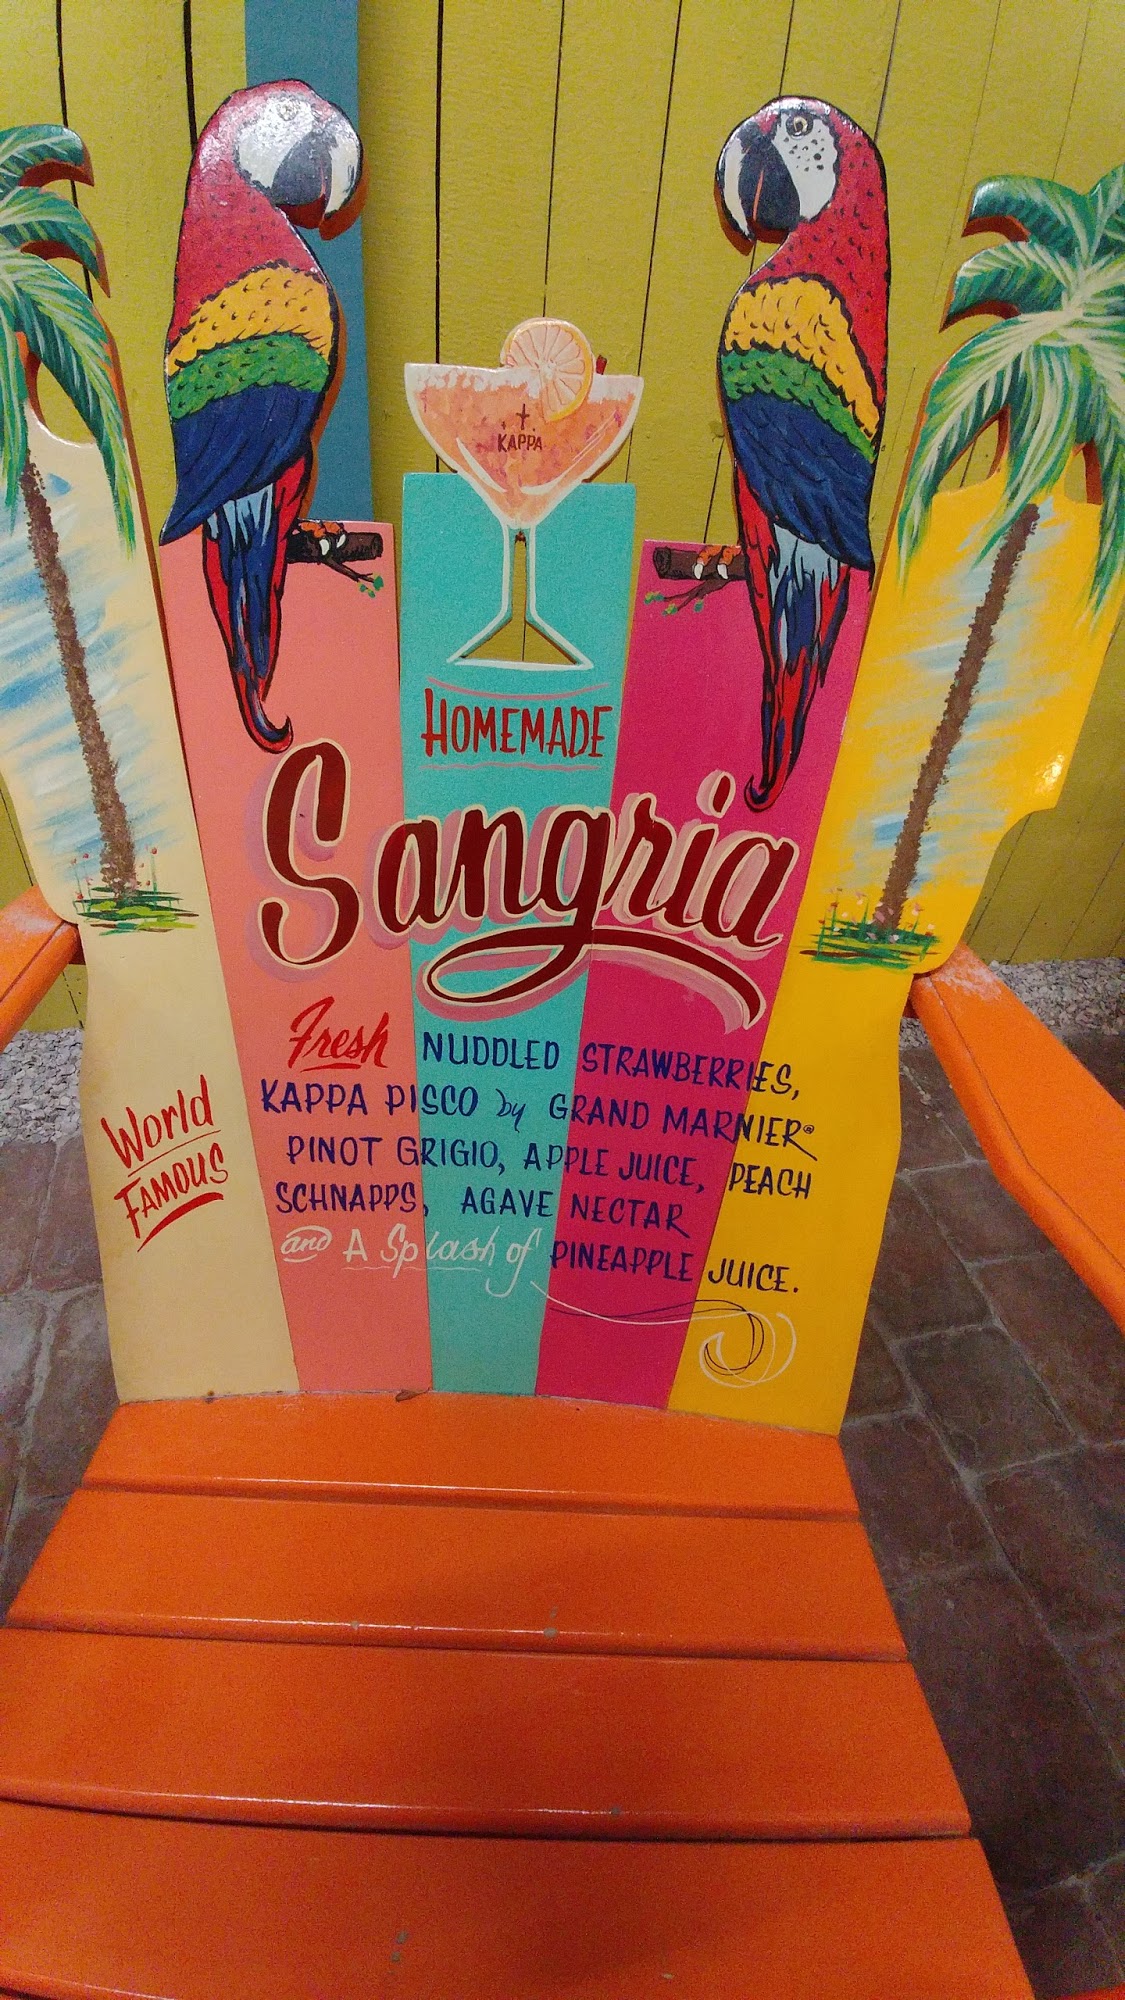 KAPPA
HOMEMADE
Sangria
Fresh NUDDLED STRAWBERRIES,
KAPPA PISCO by GRAND MARNIER®
PINOT GRIGIO, APPLE JUICE, PEACH
SCHNAPPS, AGAVE NECTAR
and A Splash of PINEAPPLE JUICE.
World
FAMOUS